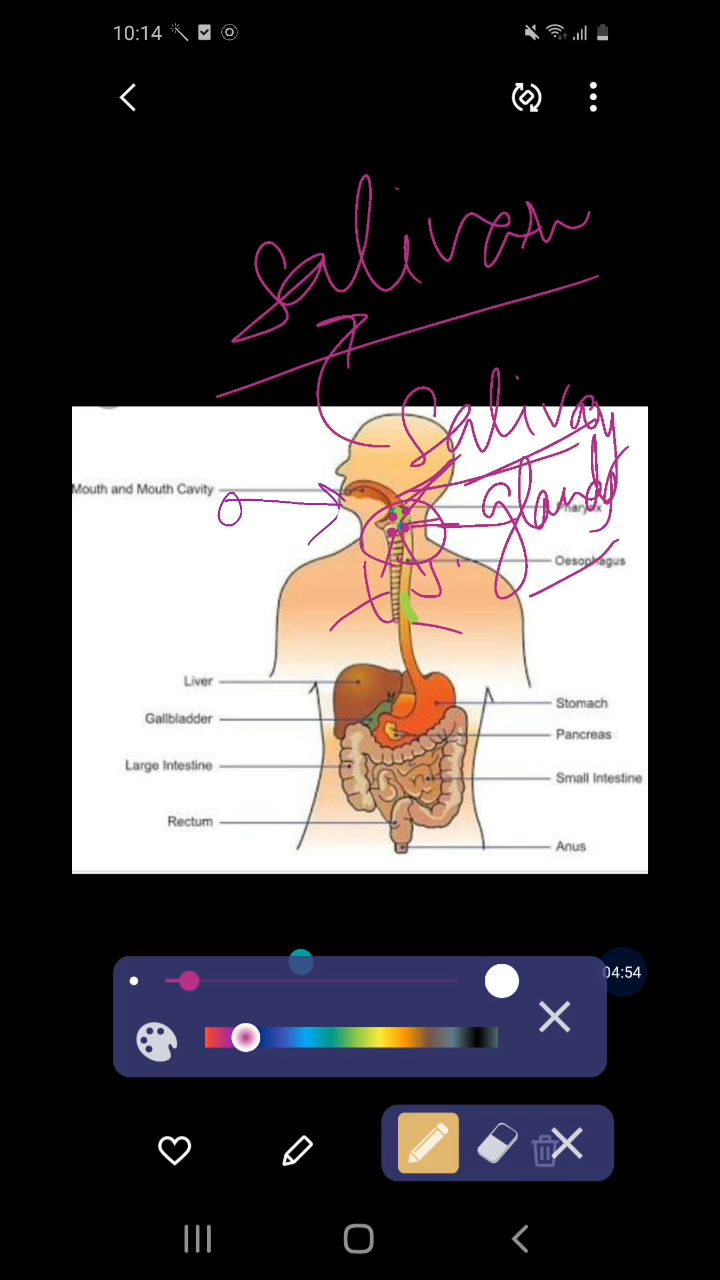 10:14
Salivary
Salivary
glands
Mouth and Mouth Cavity
Oesophagus
Liver
Stomach
Gallbladder
Pancreas
Large Intestine
Small Intestine
Rectum
Anus
04:54